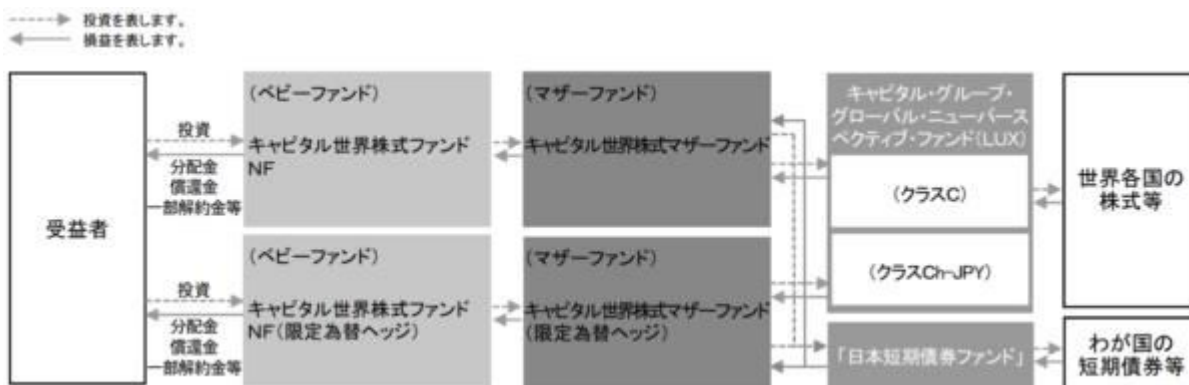 投資を表します。
損益を表します。
受益者
投資
分配金
償還金
一部解約金等
投資
分配金
償還金
一部解約金等
(ベビーファンド)
キャピタル世界株式ファンド
NF
(ベビーファンド)
キャピタル世界株式ファンド
NF(限定為替ヘッジ)
(マザーファンド)
キャピタル世界株式マザーファンド
(マザーファンド)
キャピタル世界株式マザーファンド
(限定為替ヘッジ)
キャピタル・グループ・
グローバル・ニューパース
ペクティブ・ファンド(LUX)
(クラスC)
(クラスCh-JPY)
「日本短期債券ファンド」
世界各国の
株式等
わが国の
短期債券等